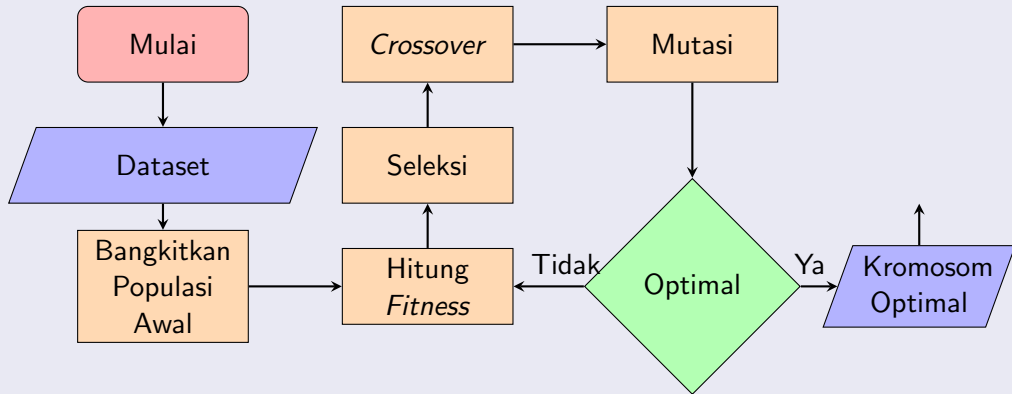 Mulai
Dataset
Bangkitkan
Populasi
Awal
Hitung
Fitness
Seleksi
Crossover
Mutasi
Optimal
Tidak
Ya
Kromosom
Optimal